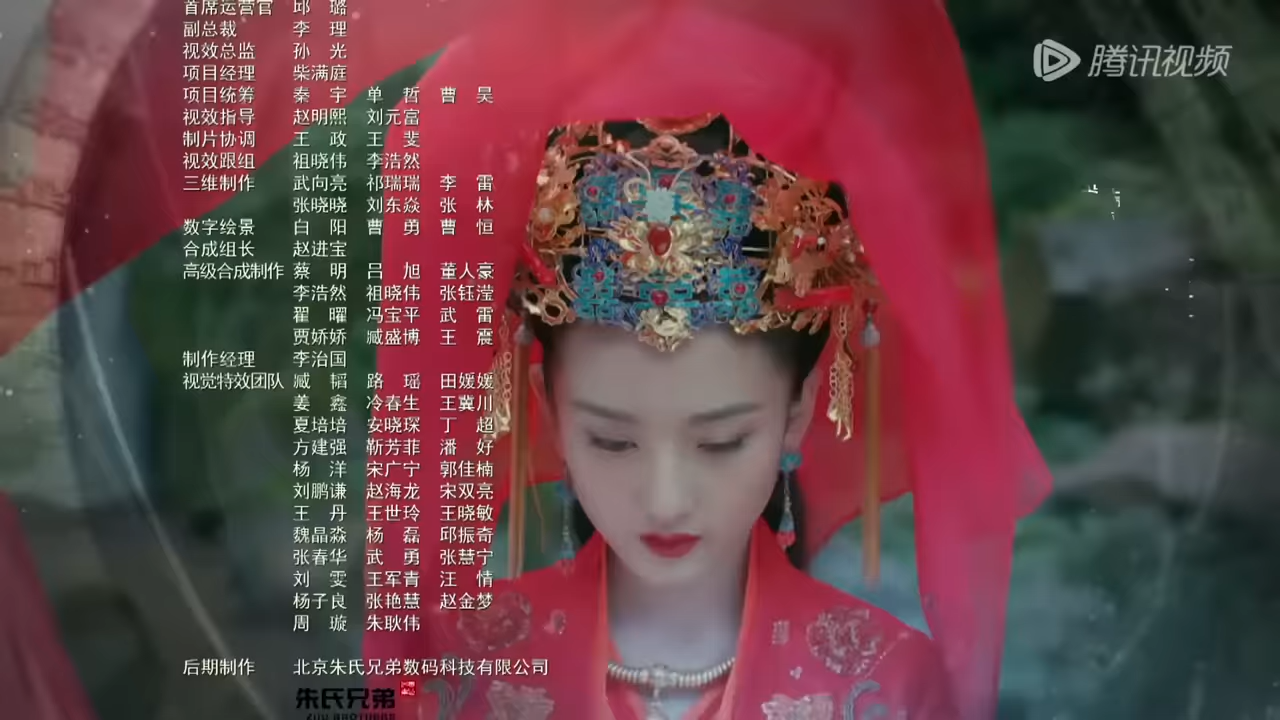 首席运营官 邱 璐
腾讯视频
副总裁 李 理
视效总监 孙 光
项目经理 柴满庭
项目统筹 秦 宇 单 哲 曹 昊
视效指导 赵明熙 刘元富
制片协调 王 政 王 斐
视效跟组 祖晓伟 李浩然
三维制作 武向亮 祁瑞瑞 李 雷
张晓晓 刘东焱 张 林
数字绘景 白 阳 曹 勇 曹 恒
合成组长 赵进宝
高级合成制作 蔡 明 吕 旭 董人豪
李浩然 祖晓伟 张钰滢
翟 曜 冯宝平 武 雷
贾娇娇 臧盛博 王 震
制作经理 李治国
视觉特效团队 臧 韬 路 瑶 田媛媛
姜 鑫 冷春生 王冀川
夏培培 安晓琛 丁 超
方建强 靳芳菲 潘 好
杨 洋 宋广宁 郭佳楠
刘鹏谦 赵海龙 宋双亮
王 丹 王世玲 王晓敏
魏晶淼 杨 磊 邱振奇
张春华 武 勇 张慧宁
刘 雯 王军青 汪 情
杨子良 张艳慧 赵金梦
周 璇 朱耿伟
后期制作 北京朱氏兄弟数码科技有限公司
朱氏兄弟